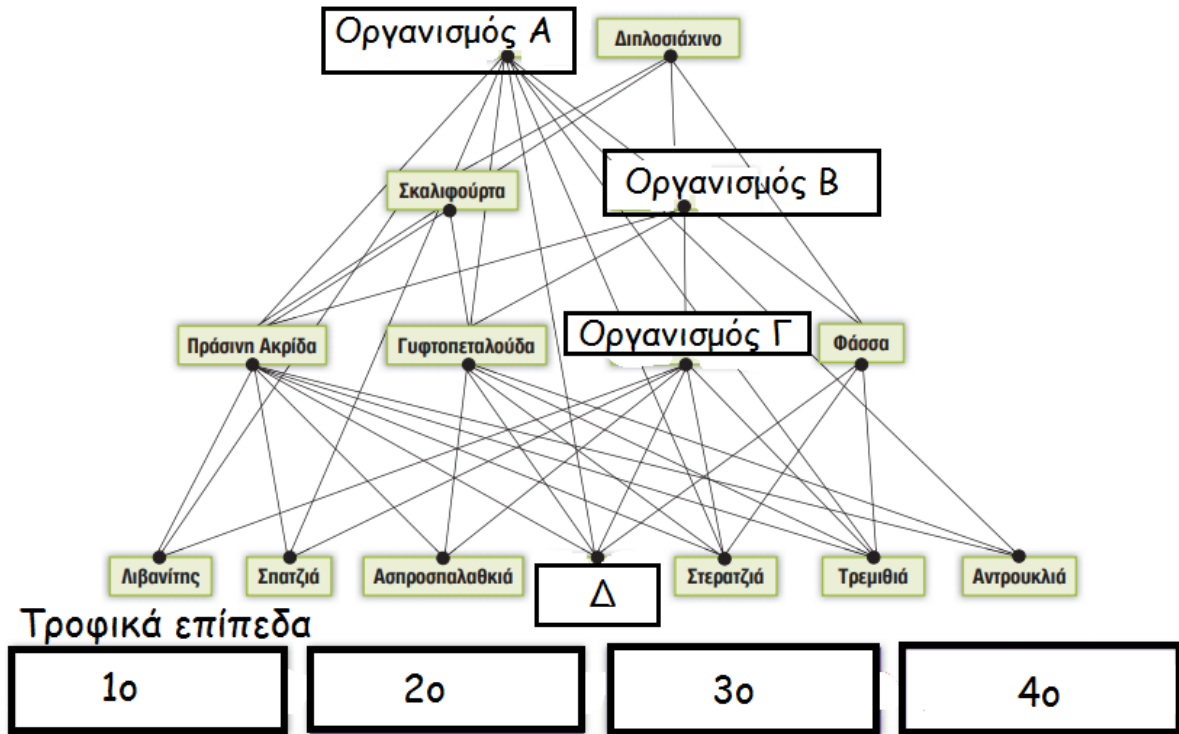 Οργανισμός Α
Διπλοσιάχινο
Σκαλιφούρτα
Οργανισμός Β
Πράσινη Ακρίδα
Γυφτοπεταλούδα
Οργανισμός Γ
Φάσσα
Λιβανίτης
Σπατζιά
Ασπροσπαλαθκιά
Δ
Στερατζιά
Τρεμιθιά
Αντρουκλιά
Τροφικά επίπεδα
1ο
2ο
3ο
4ο